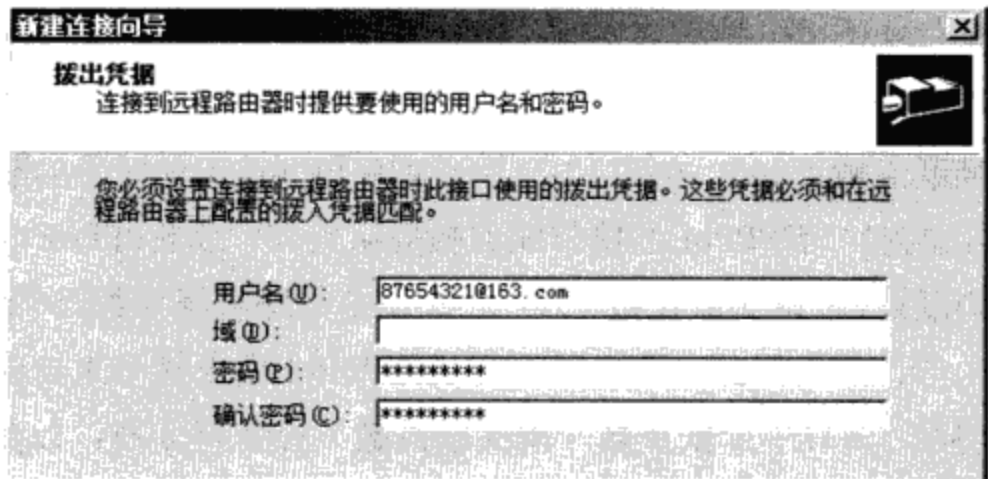 新建连接向导
拨出凭据
连接到远程路由器时提供要使用的用户名和密码。
您必须设置连接到远程路由器时此接口使用的拨出凭据。这些凭据必须和在远
程路由器上配置的拨入凭据匹配。
用户名(U): 87654321@163.com
域(D):
密码(P): *********
确认密码(C): *********